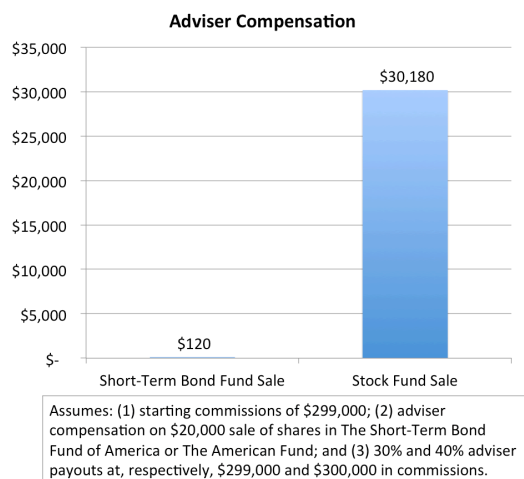 Adviser Compensation
$35,000
$30,000
$25,000
$20,000
$15,000
$10,000
$5,000
$-
$120
$30,180
Short-Term Bond Fund Sale
Stock Fund Sale
Assumes: (1) starting commissions of $299,000; (2) adviser
compensation on $20,000 sale of shares in The Short-Term Bond
Fund of America or The American Fund; and (3) 30% and 40% adviser
payouts at, respectively, $299,000 and $300,000 in commissions.